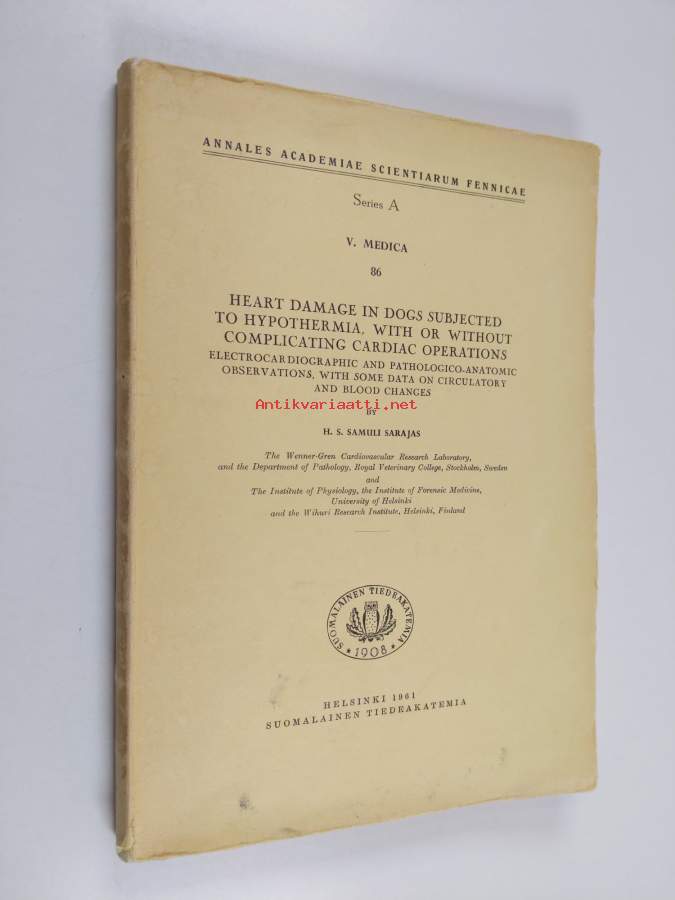 ANNALES ACADEMIAE SCIENTIARUM FENNICAE
Series A
V. MEDICA
86
HEART DAMAGE IN DOGS SUBJECTED
TO HYPOTHERMIA, WITH OR WITHOUT
COMPLICATING CARDIAC OPERATIONS
ELECTROCARDIOGRAPHIC AND PATHOLOGICO-ANATOMIC
OBSERVATIONS, WITH SOME DATA ON CIRCULATORY
AND BLOOD CHANGES
Antikvariaatti.net
BY
H. S. SAMULI SARAJAS
The Wenner-Gren Cardiovascular Research Laboratory,
and the Department of Pathology, Royal Veterinary College, Stockholm, Sweden
and
The Institute of Physiology, the Institute of Forensic Medicine,
University of Helsinki
and the Wihuri Research Institute, Helsinki, Finland
SUOMALAINEN TIEDEAKATEMIA
* 1908 *
HELSINKI 1961
SUOMALAINEN TIEDEAKATEMIA